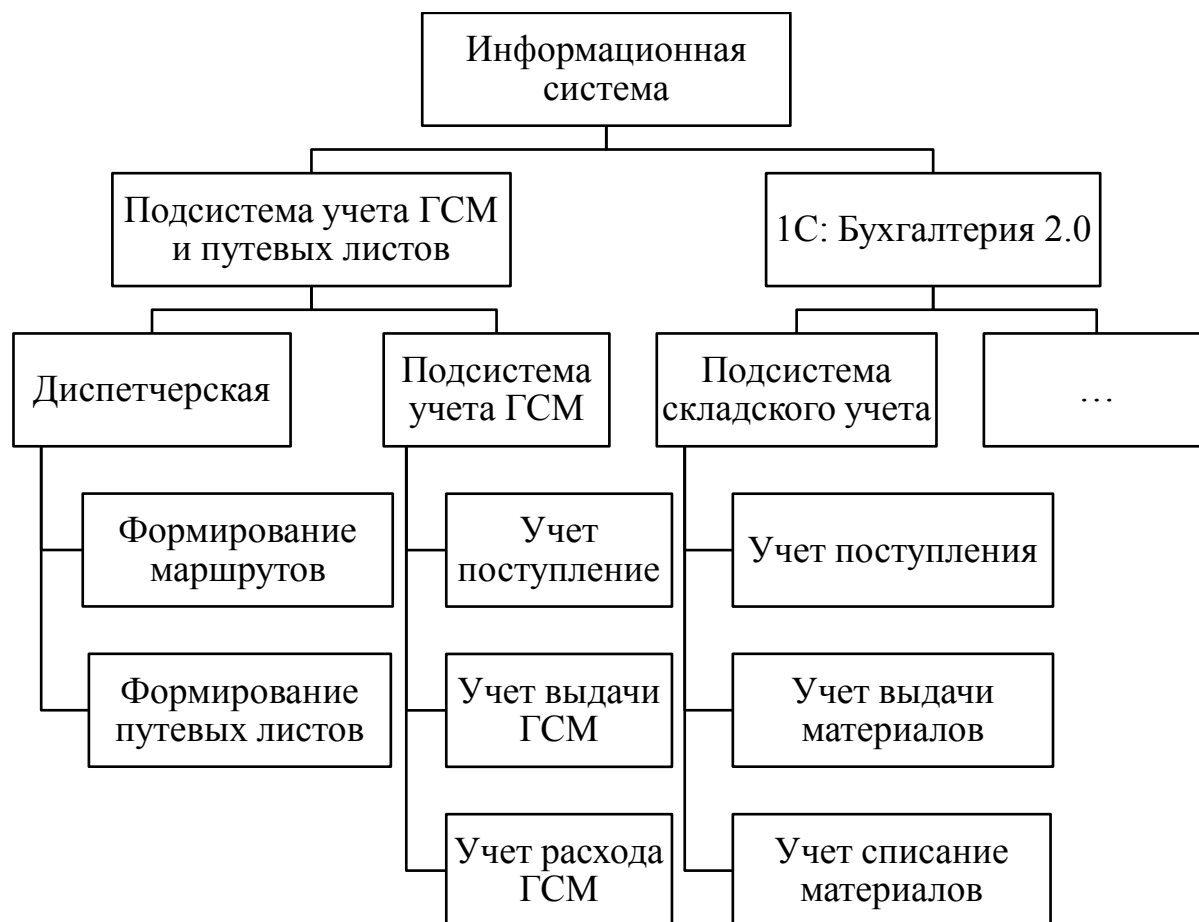 Информационная
система
Подсистема учета ГСМ
и путевых листов
1С: Бухгалтерия 2.0
Диспетчерская
Подсистема
учета ГСМ
Подсистема
складского учета
…
Формирование
маршрутов
Учет
поступление
Учет поступления
Формирование
путевых листов
Учет выдачи
ГСМ
Учет выдачи
материалов
Учет расхода
ГСМ
Учет списание
материалов